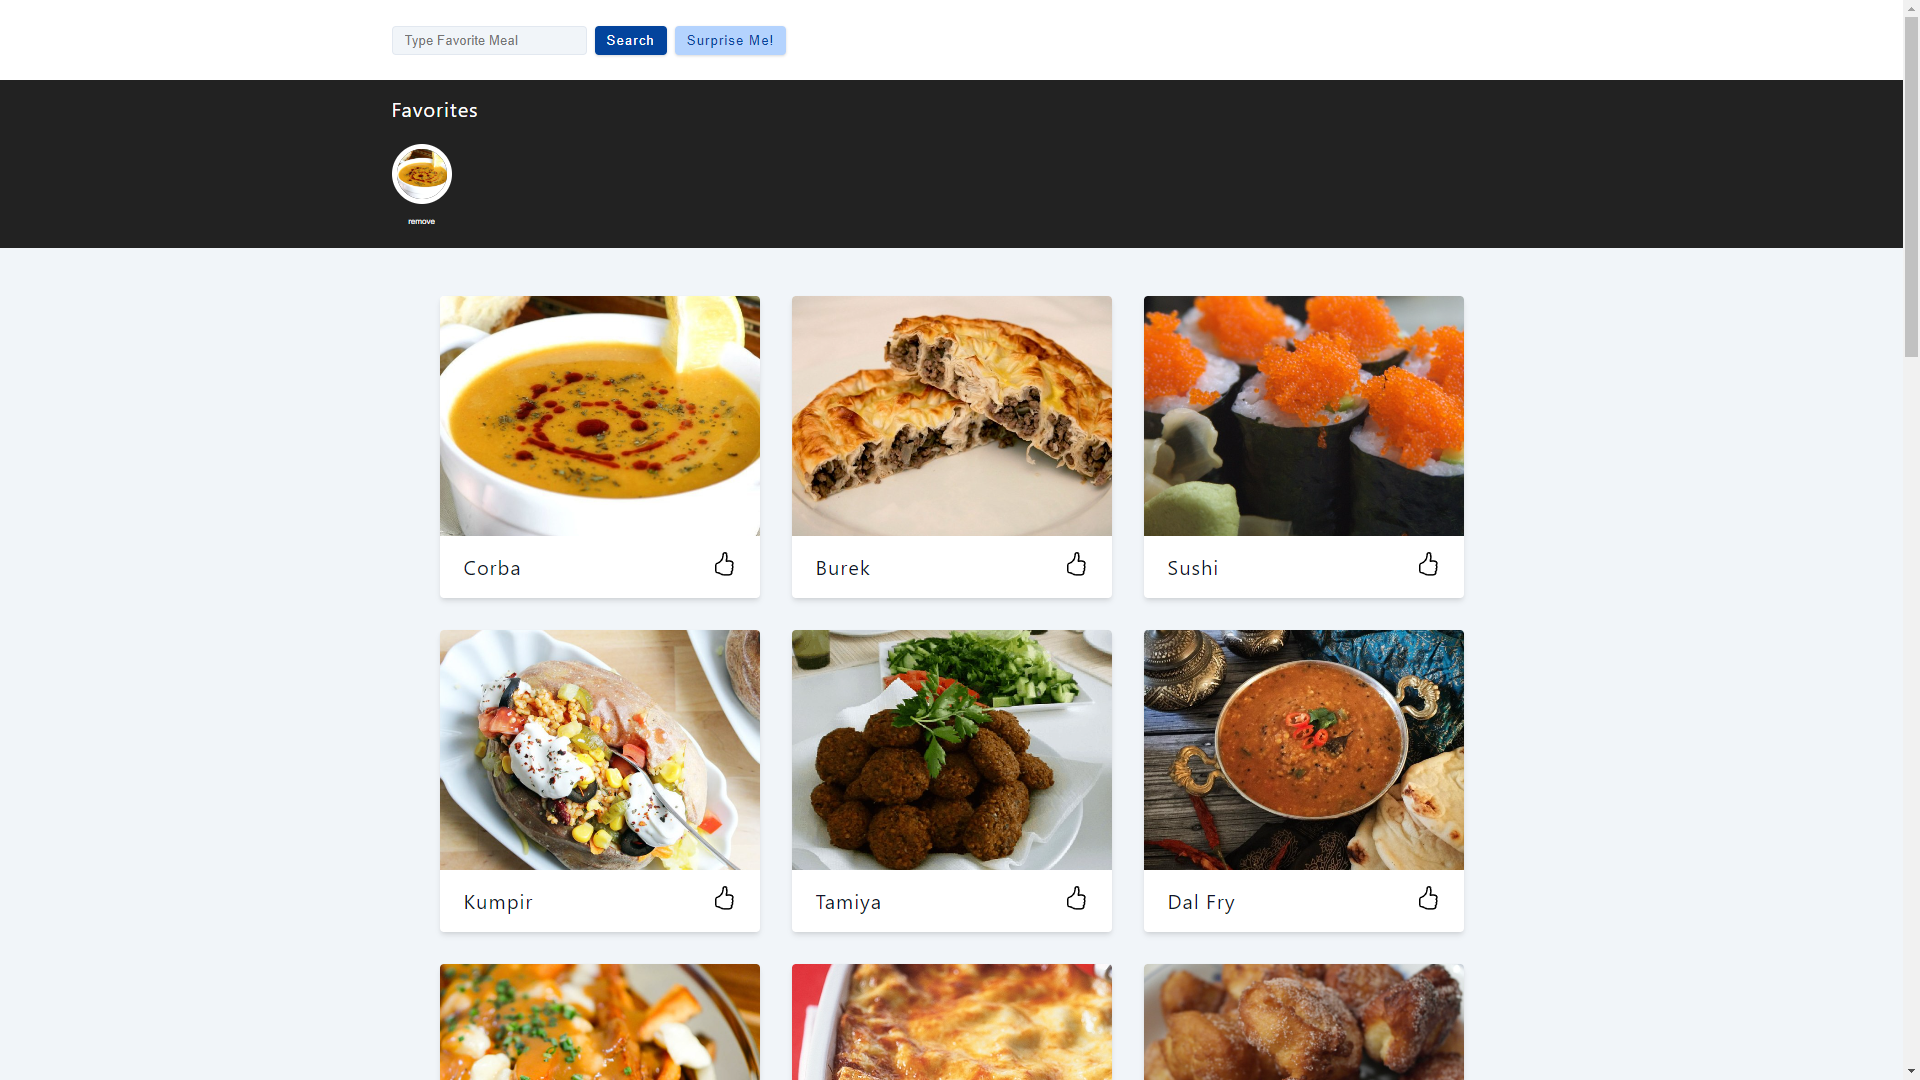 Search
Surprise Me!
Favorites
remove
Corba
Burek
Sushi
Kumpir
Tamiya
Dal Fry
Type Favorite Meal